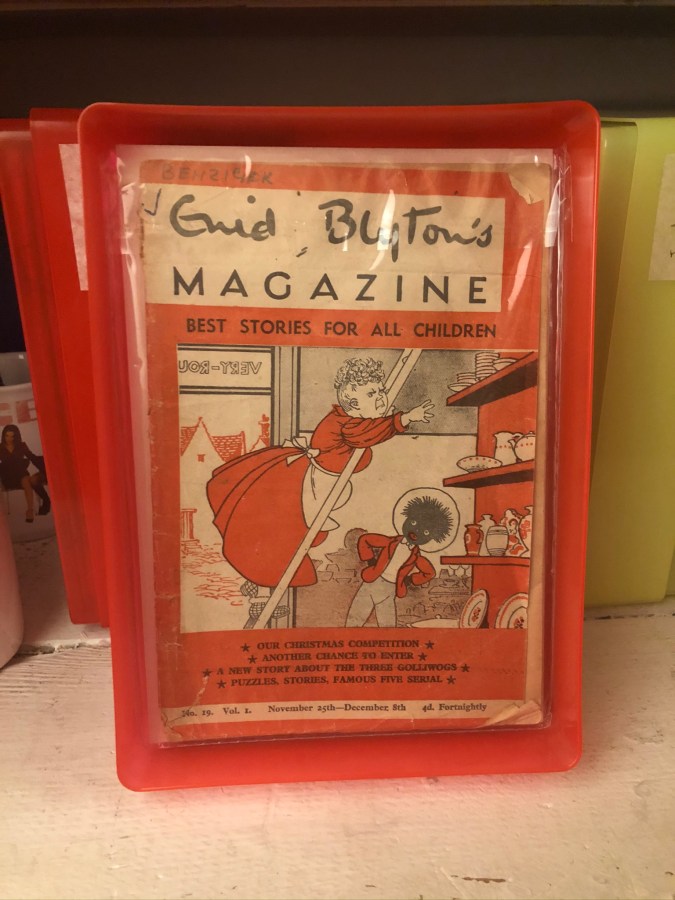 Enid Blyton's
MAGAZINE
BEST STORIES FOR ALL CHILDREN
VERY-ROU
★ OUR CHRISTMAS COMPETITION ★
★ ANOTHER CHANCE TO ENTER ★
★ A NEW STORY ABOUT THE THREE GOLLIWOGS ★
★ PUZZLES, STORIES, FAMOUS FIVE SERIAL ★
No. 19. Vol. 1. November 25th—December 8th 4d. Fortnightly